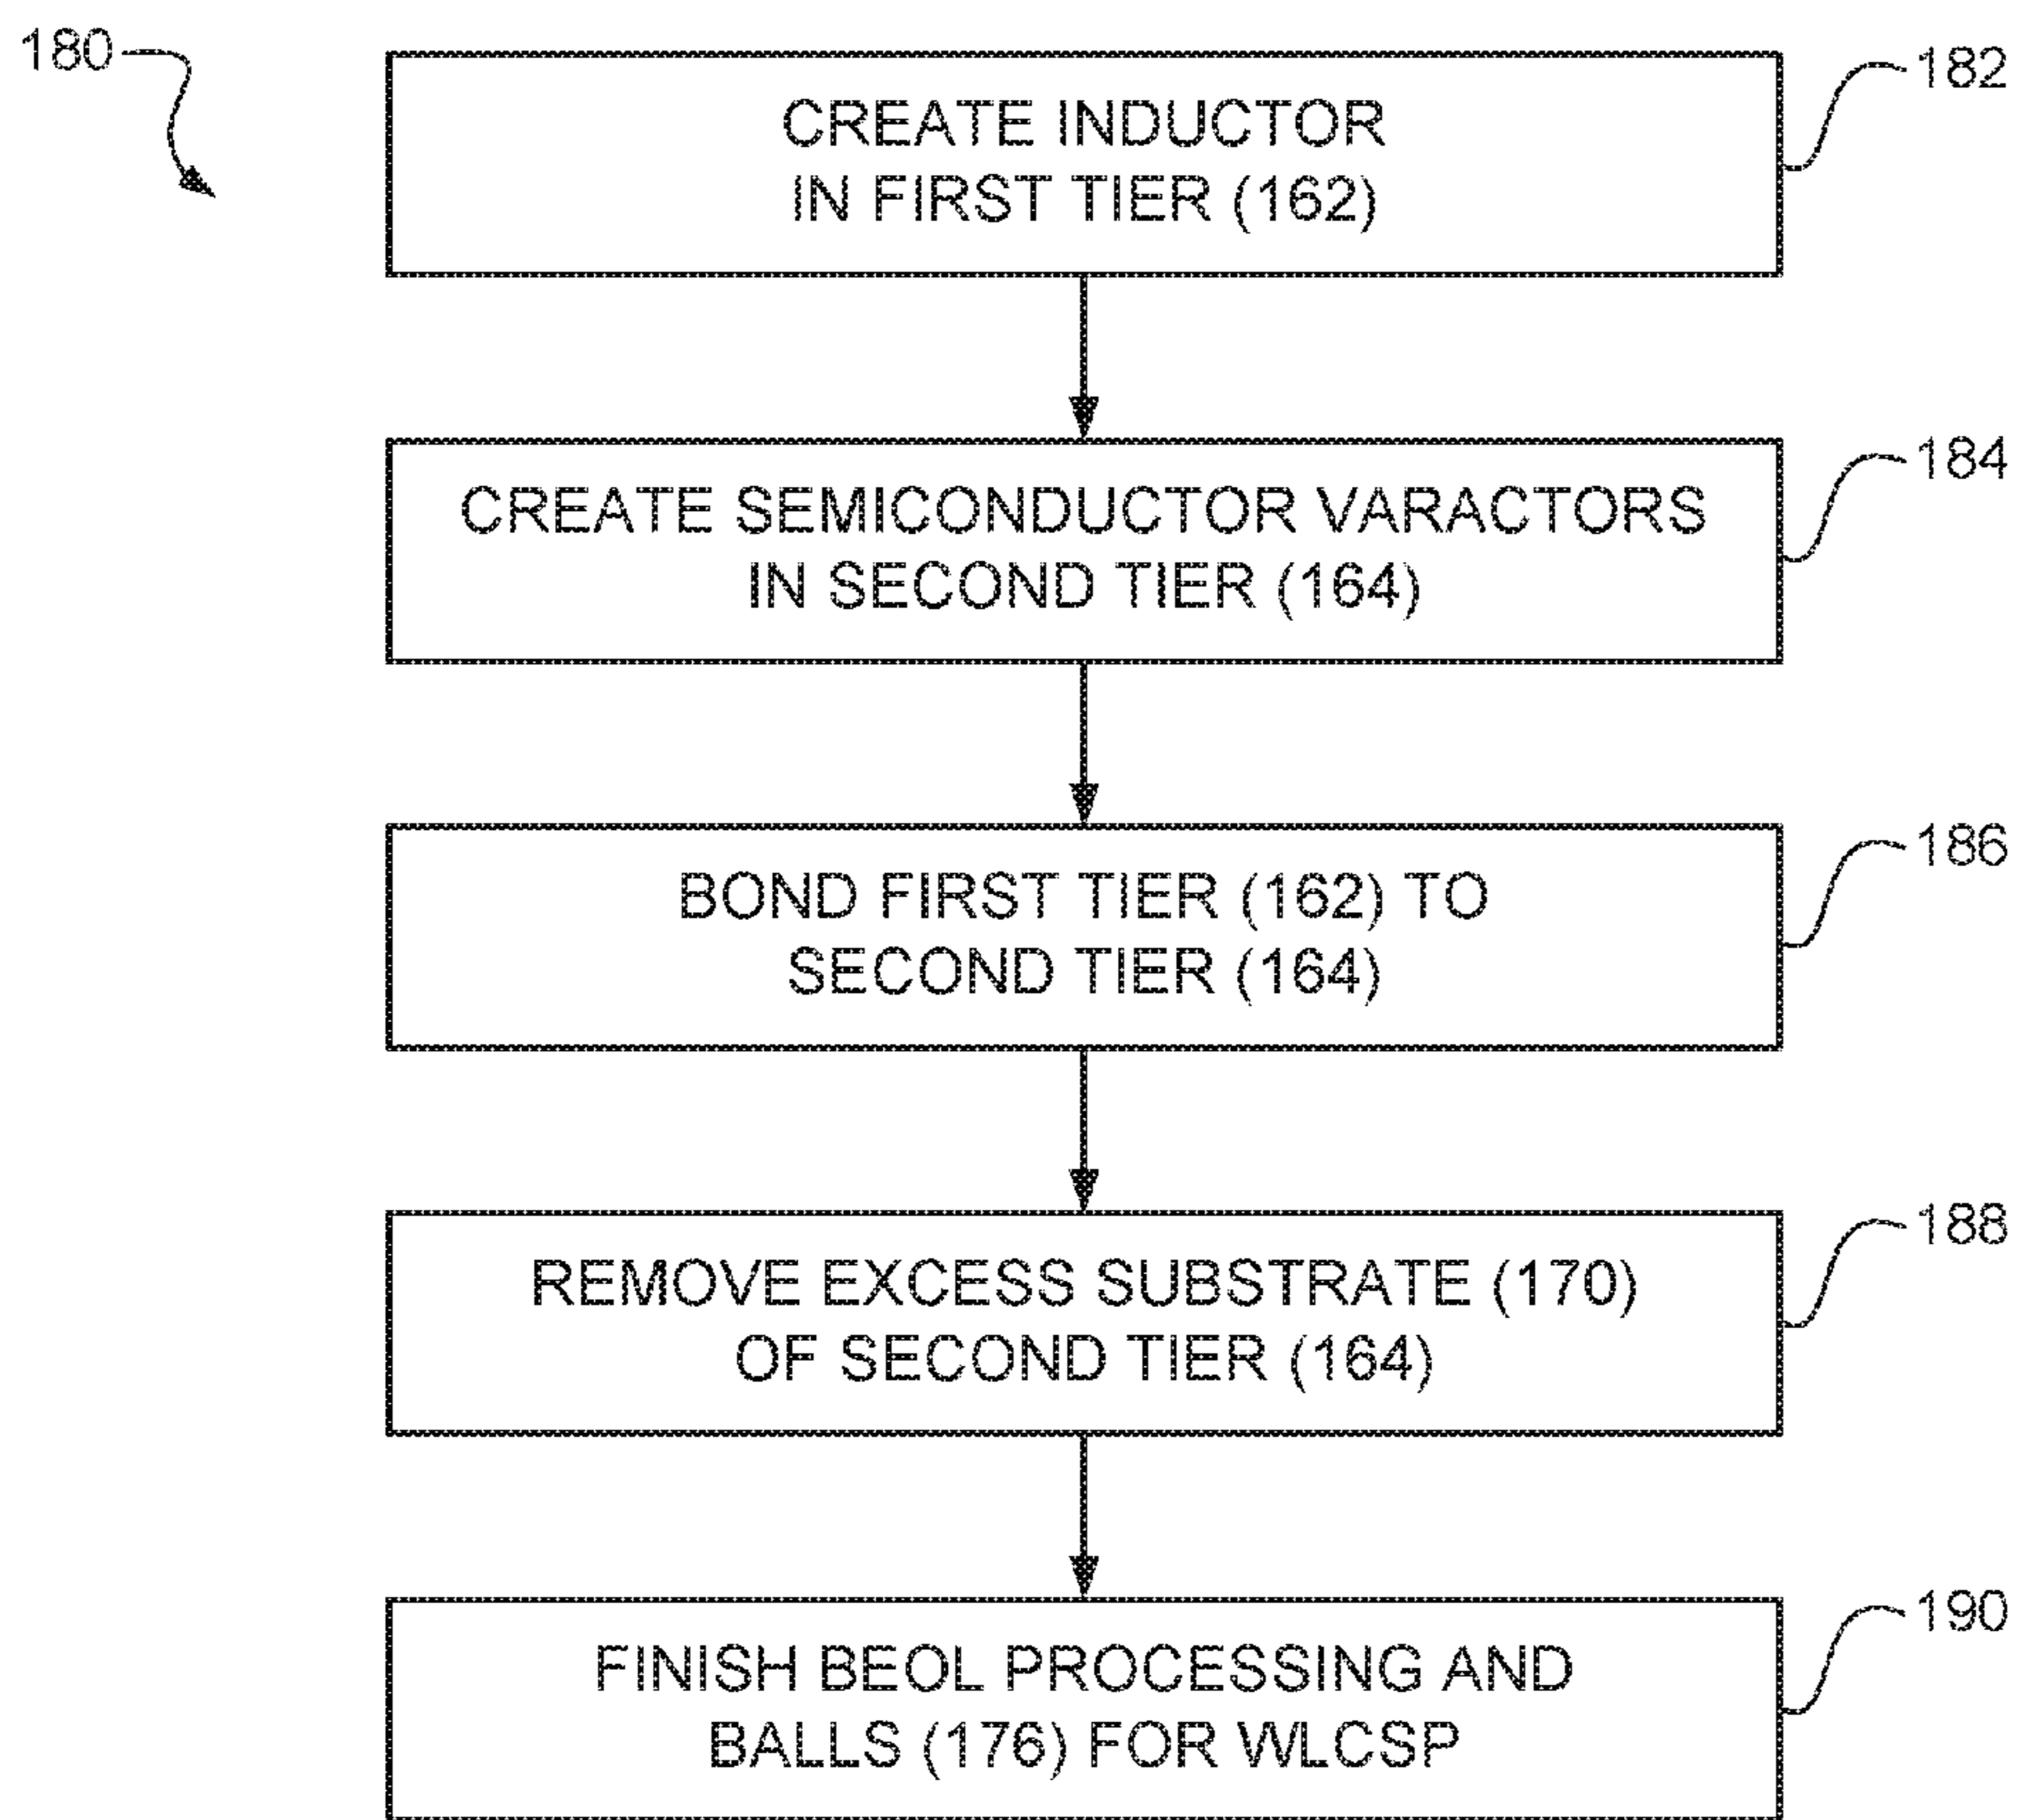 180
182
CREATE INDUCTOR
IN FIRST TIER (162)
184
CREATE SEMICONDUCTOR VARACTORS
IN SECOND TIER (164)
186
BOND FIRST TIER (162) TO
SECOND TIER (164)
188
REMOVE EXCESS SUBSTRATE (170)
OF SECOND TIER (164)
190
FINISH BEOL PROCESSING AND
BALLS (176) FOR WLCSP